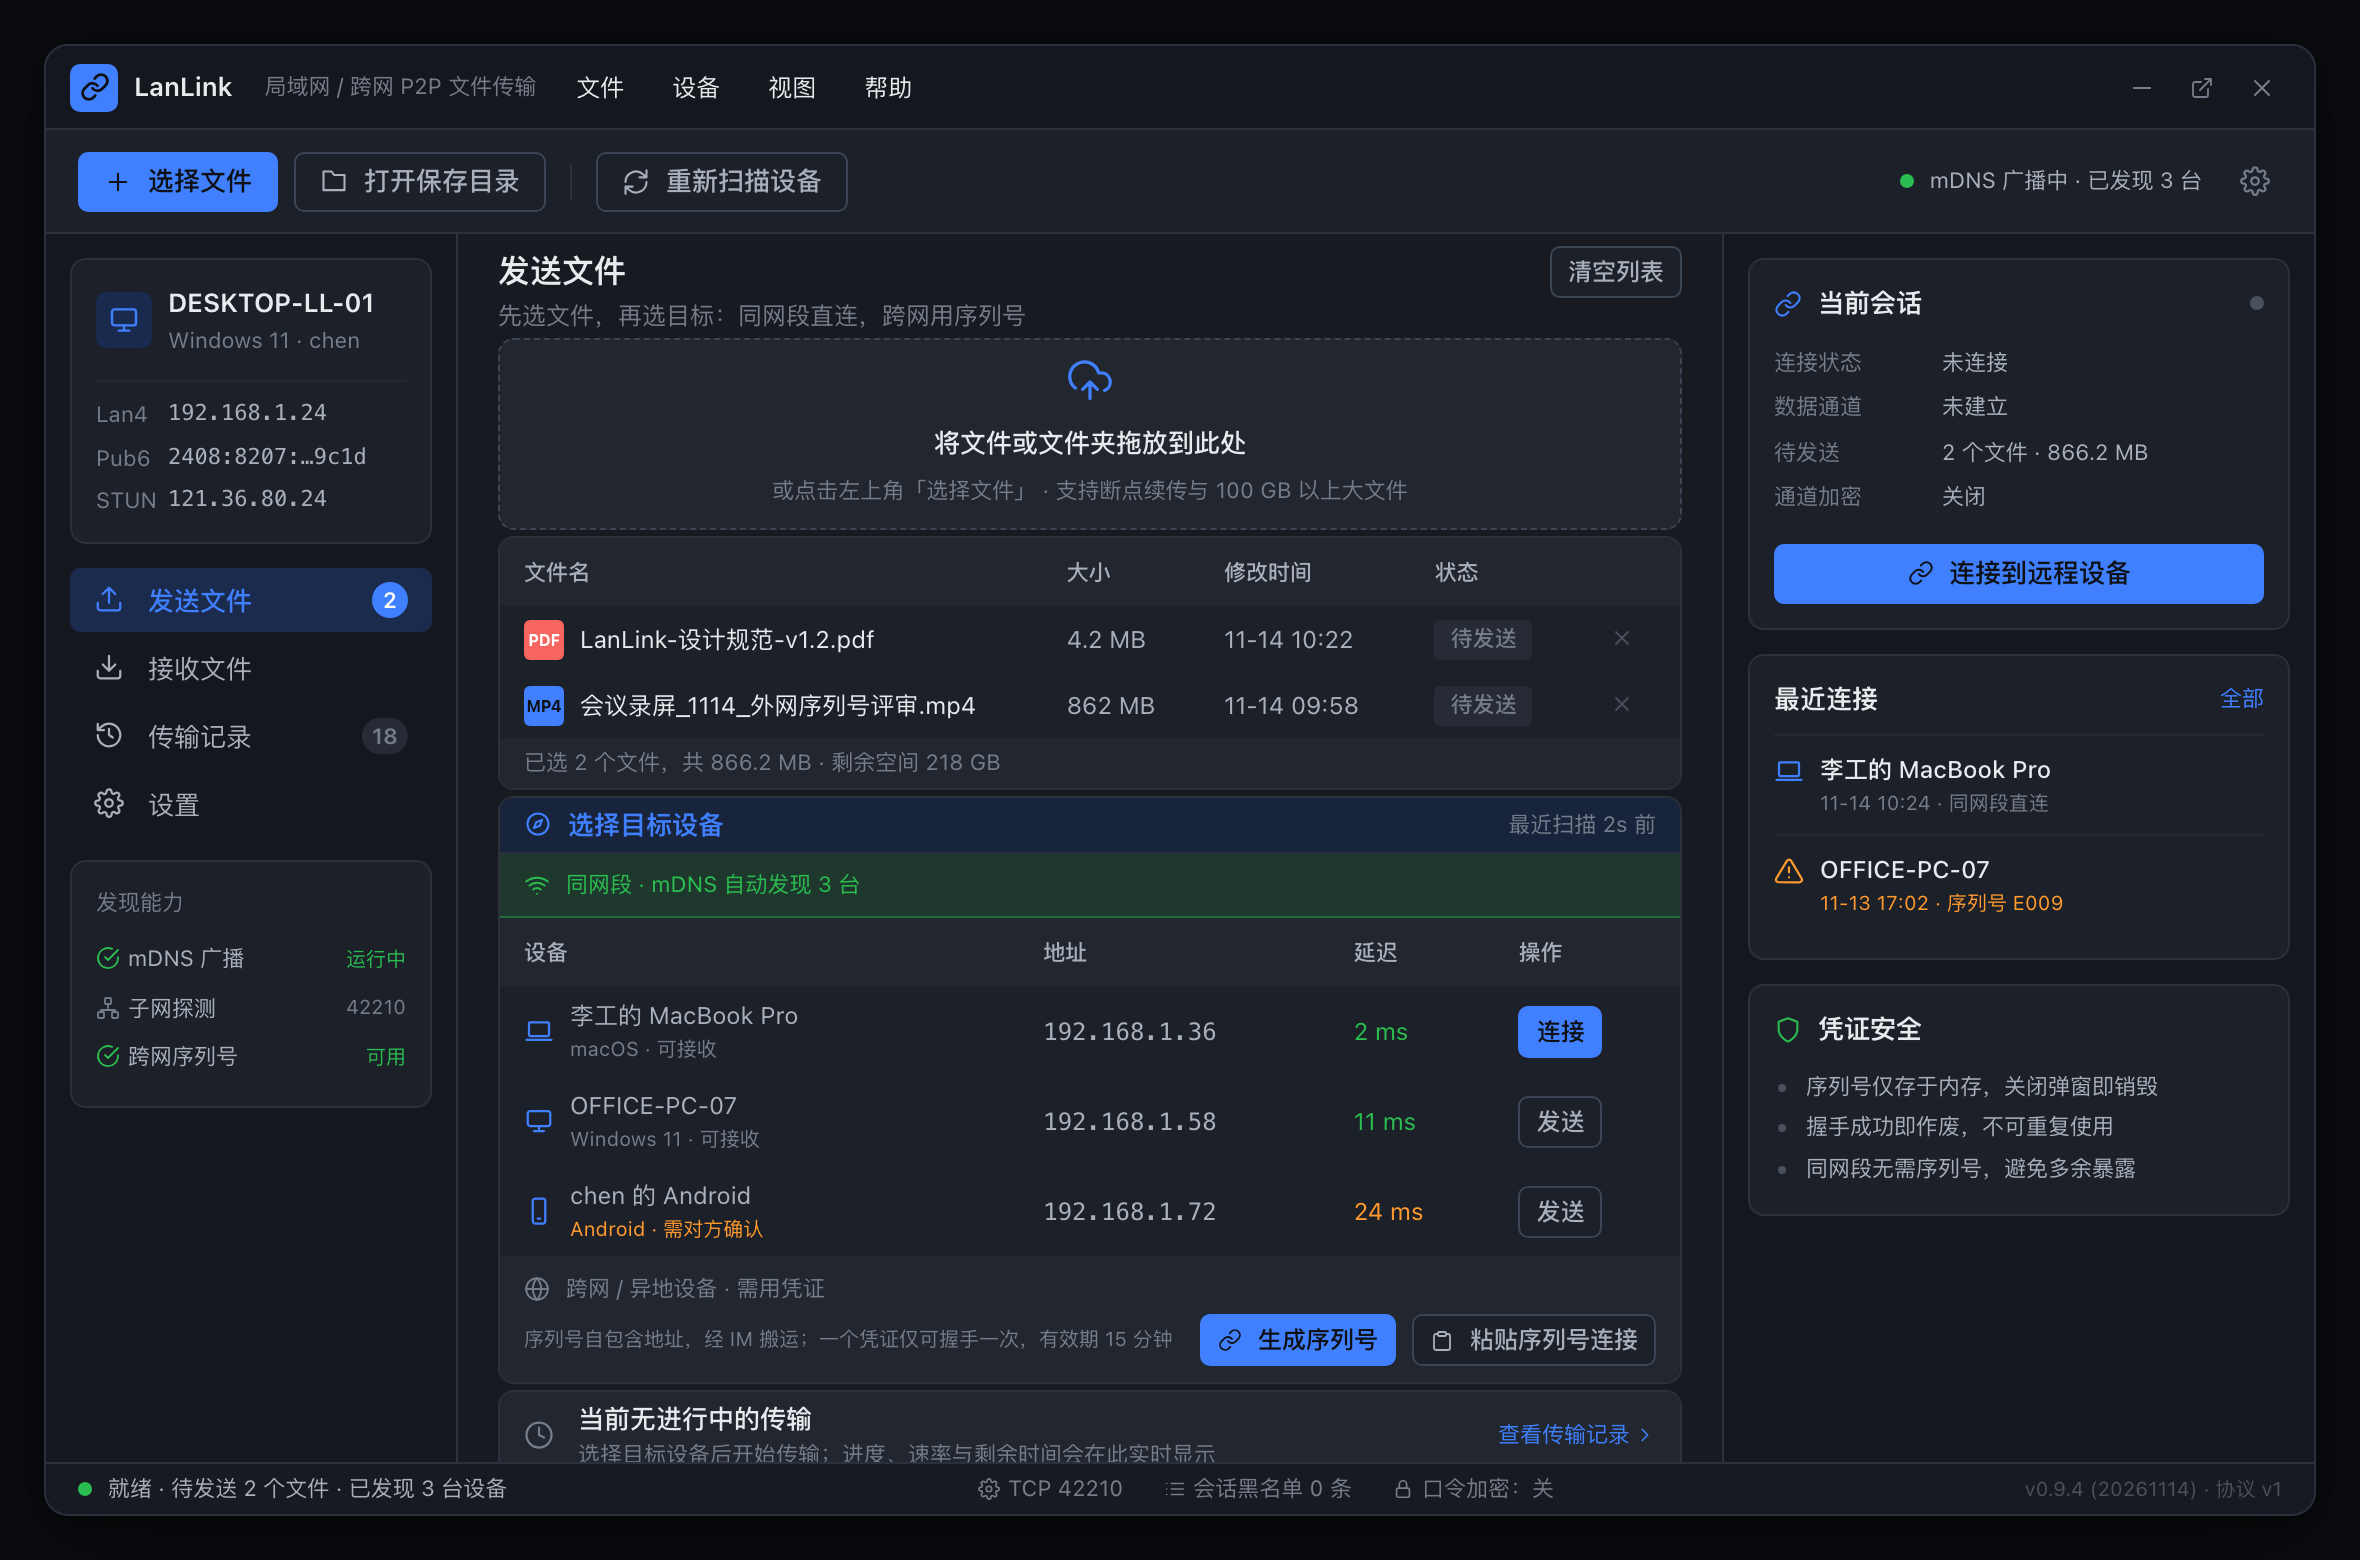 LanLink 局域网 / 跨网 P2P 文件传输 文件 设备 视图 帮助
选择文件 打开保存目录 重新扫描设备 mDNS 广播中 · 已发现 3 台
DESKTOP-LL-01
Windows 11 · chen
Lan4 192.168.1.24
Pub6 2408:8207:…9c1d
STUN 121.36.80.24
发送文件 2
接收文件
传输记录 18
设置
发现能力
mDNS 广播 运行中
子网探测 42210
跨网序列号 可用
发送文件 清空列表
先选文件，再选目标：同网段直连，跨网用序列号
将文件或文件夹拖放到此处
或点击左上角「选择文件」 · 支持断点续传与 100 GB 以上大文件
文件名 大小 修改时间 状态
PDF LanLink-设计规范-v1.2.pdf 4.2 MB 11-14 10:22 待发送
MP4 会议录屏_1114_外网序列号评审.mp4 862 MB 11-14 09:58 待发送
已选 2 个文件，共 866.2 MB · 剩余空间 218 GB
选择目标设备 最近扫描 2s 前
同网段 · mDNS 自动发现 3 台
设备 地址 延迟 操作
李工的 MacBook Pro 192.168.1.36 2 ms 连接
macOS · 可接收
OFFICE-PC-07 192.168.1.58 11 ms 发送
Windows 11 · 可接收
chen 的 Android 192.168.1.72 24 ms 发送
Android · 需对方确认
跨网 / 异地设备 · 需用凭证
序列号自包含地址，经 IM 搬运；一个凭证仅可握手一次，有效期 15 分钟 生成序列号 粘贴序列号连接
当前无进行中的传输 查看传输记录
选择目标设备后开始传输；进度、速率与剩余时间会在此实时显示
当前会话
连接状态 未连接
数据通道 未建立
待发送 2 个文件 · 866.2 MB
通道加密 关闭
连接到远程设备
最近连接 全部
李工的 MacBook Pro
11-14 10:24 · 同网段直连
OFFICE-PC-07
11-13 17:02 · 序列号 E009
凭证安全
序列号仅存于内存，关闭弹窗即销毁
握手成功即作废，不可重复使用
同网段无需序列号，避免多余暴露
就绪 · 待发送 2 个文件 · 已发现 3 台设备 TCP 42210 会话黑名单 0 条 口令加密：关 v0.9.4 (20261114) · 协议 v1